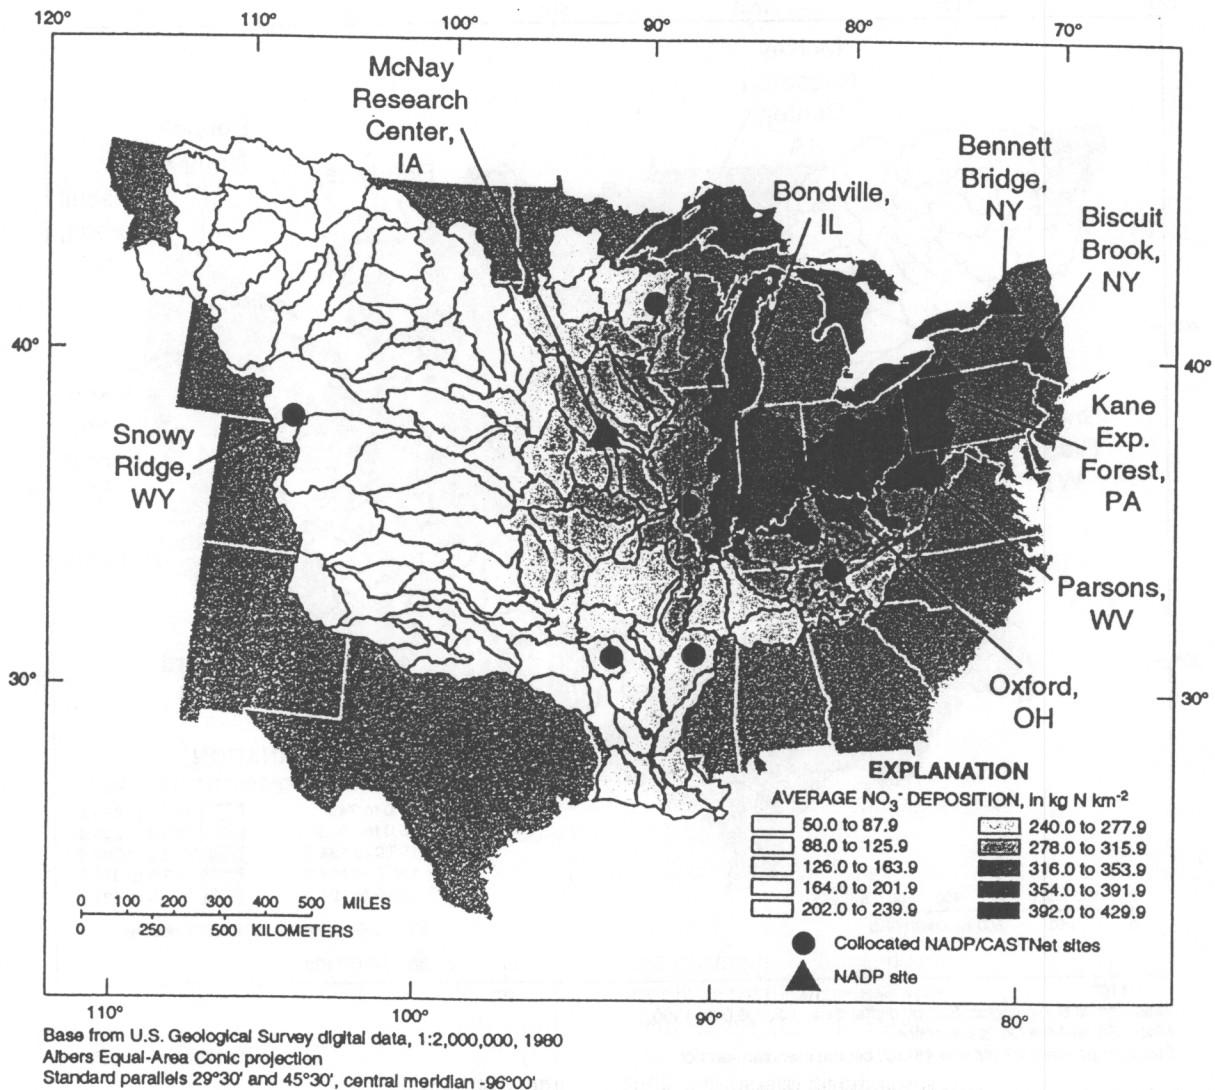 120°
110°
100°
90°
80°
70°
McNay
Research
Center,
IA
Bennett
Bridge,
NY
Bondville,
IL
Biscuit
Brook,
NY
40°
40°
Kane
Exp.
Forest,
PA
Snowy
Ridge,
WY
Parsons,
WV
30°
30°
Oxford,
OH
EXPLANATION
AVERAGE NO₃⁻ DEPOSITION, in kg N km⁻²
50.0 to 87.9
88.0 to 125.9
126.0 to 163.9
164.0 to 201.9
202.0 to 239.9
240.0 to 277.9
278.0 to 315.9
316.0 to 353.9
354.0 to 391.9
392.0 to 429.9
0 100 200 300 400 500 MILES
0 250 500 KILOMETERS
Collocated NADP/CASTNet sites
NADP site
110°
100°
90°
80°
Base from U.S. Geological Survey digital data, 1:2,000,000, 1980
Albers Equal-Area Conic projection
Standard parallels 29°30' and 45°30', central meridian -96°00'